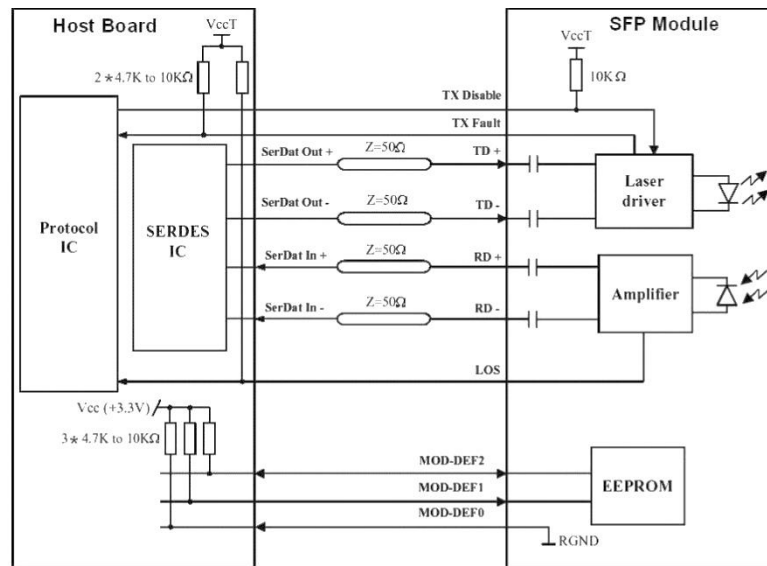 Host Board
SFP Module
VccT
VccT
2*4.7K to 10KΩ
10KΩ
TX Disable
TX Fault
SerDat Out +
Z=50Ω
TD +
Laser
driver
SerDat Out -
Z=50Ω
TD -
Protocol
IC
SERDES
IC
SerDat In +
Z=50Ω
RD +
Amplifier
SerDat In -
Z=50Ω
RD -
LOS
Vcc (+3.3V)
3*4.7K to 10KΩ
MOD-DEF2
EEPROM
MOD-DEF1
MOD-DEF0
RGND